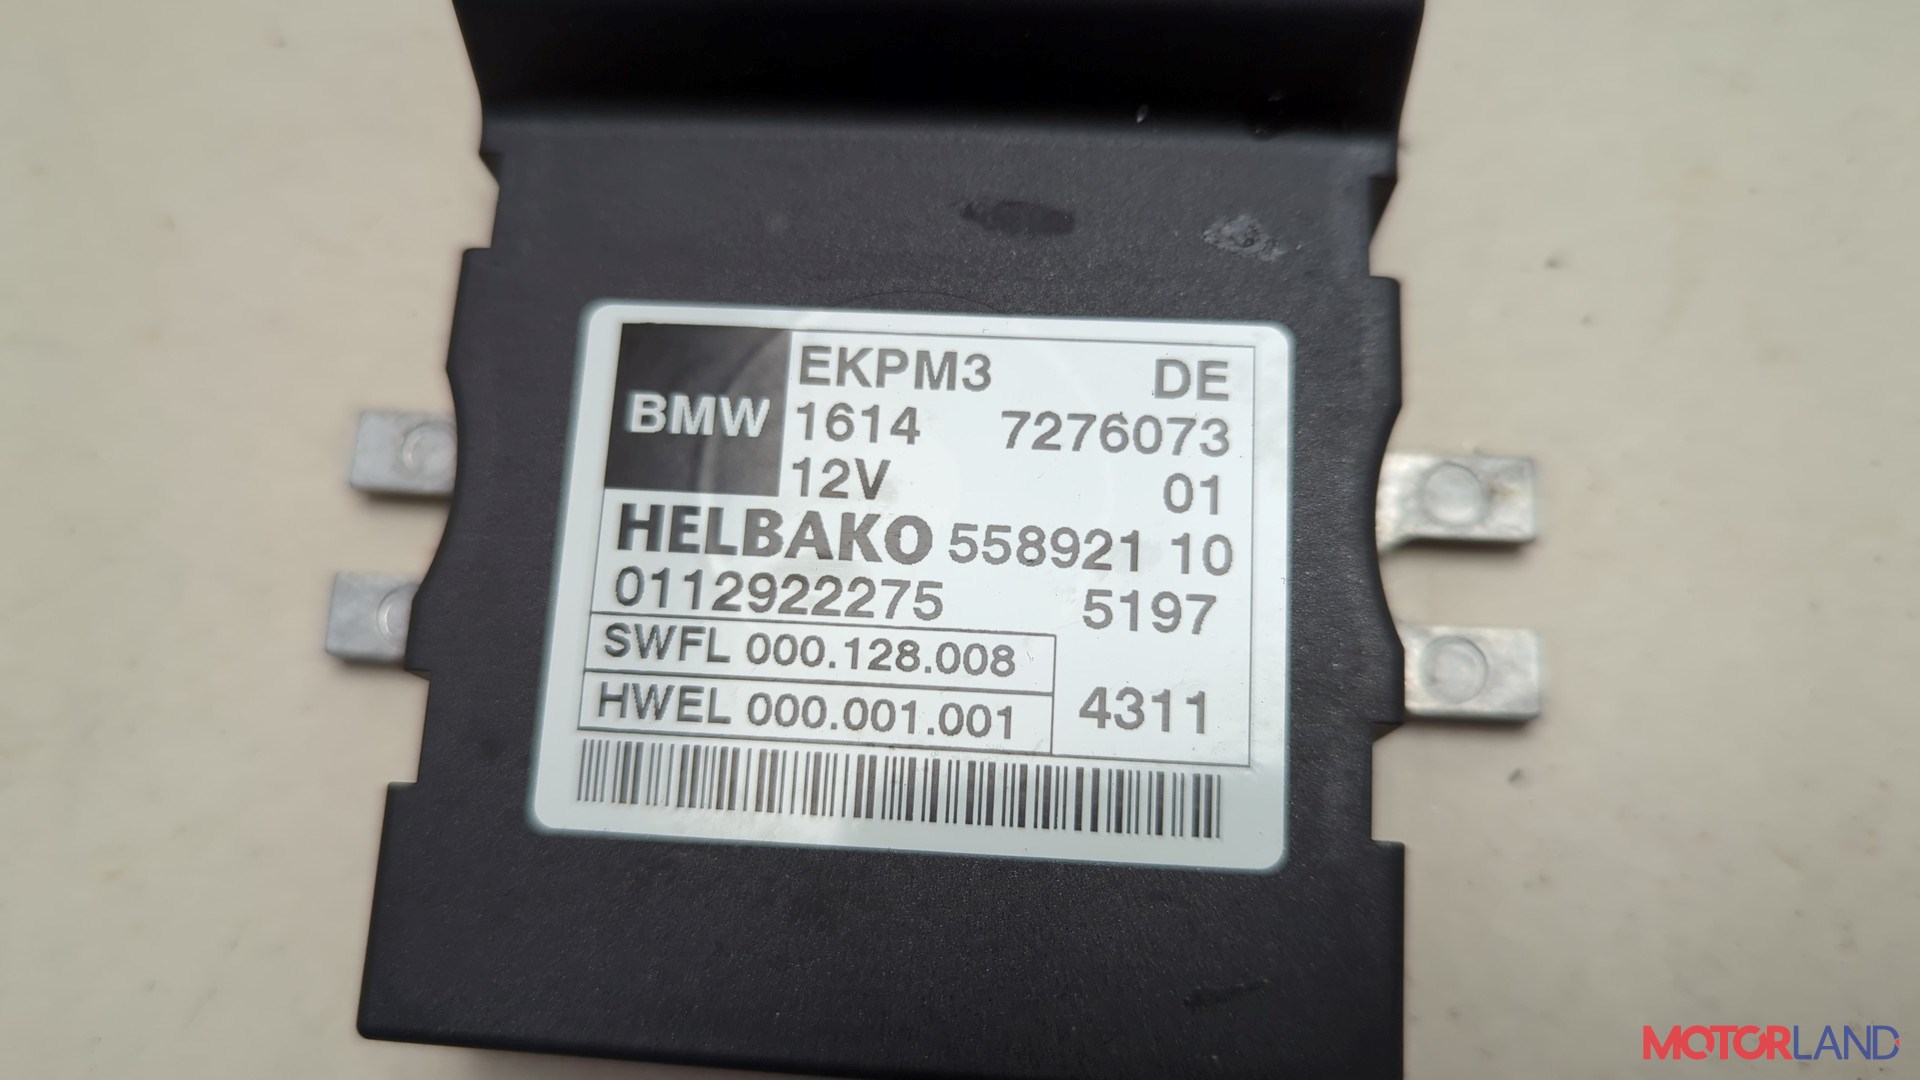 BMW
EKPM3 DE
1614 7276073
12V 01
HELBAKO 558921 10
0112922275 5197
SWFL 000.128.008
HWEL 000.001.001
4311
MOTORLAND